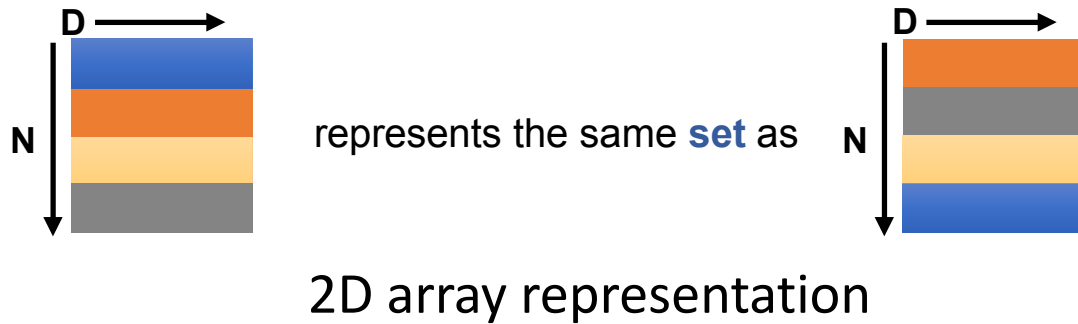 D
D
N
represents the same set as
N
2D array representation